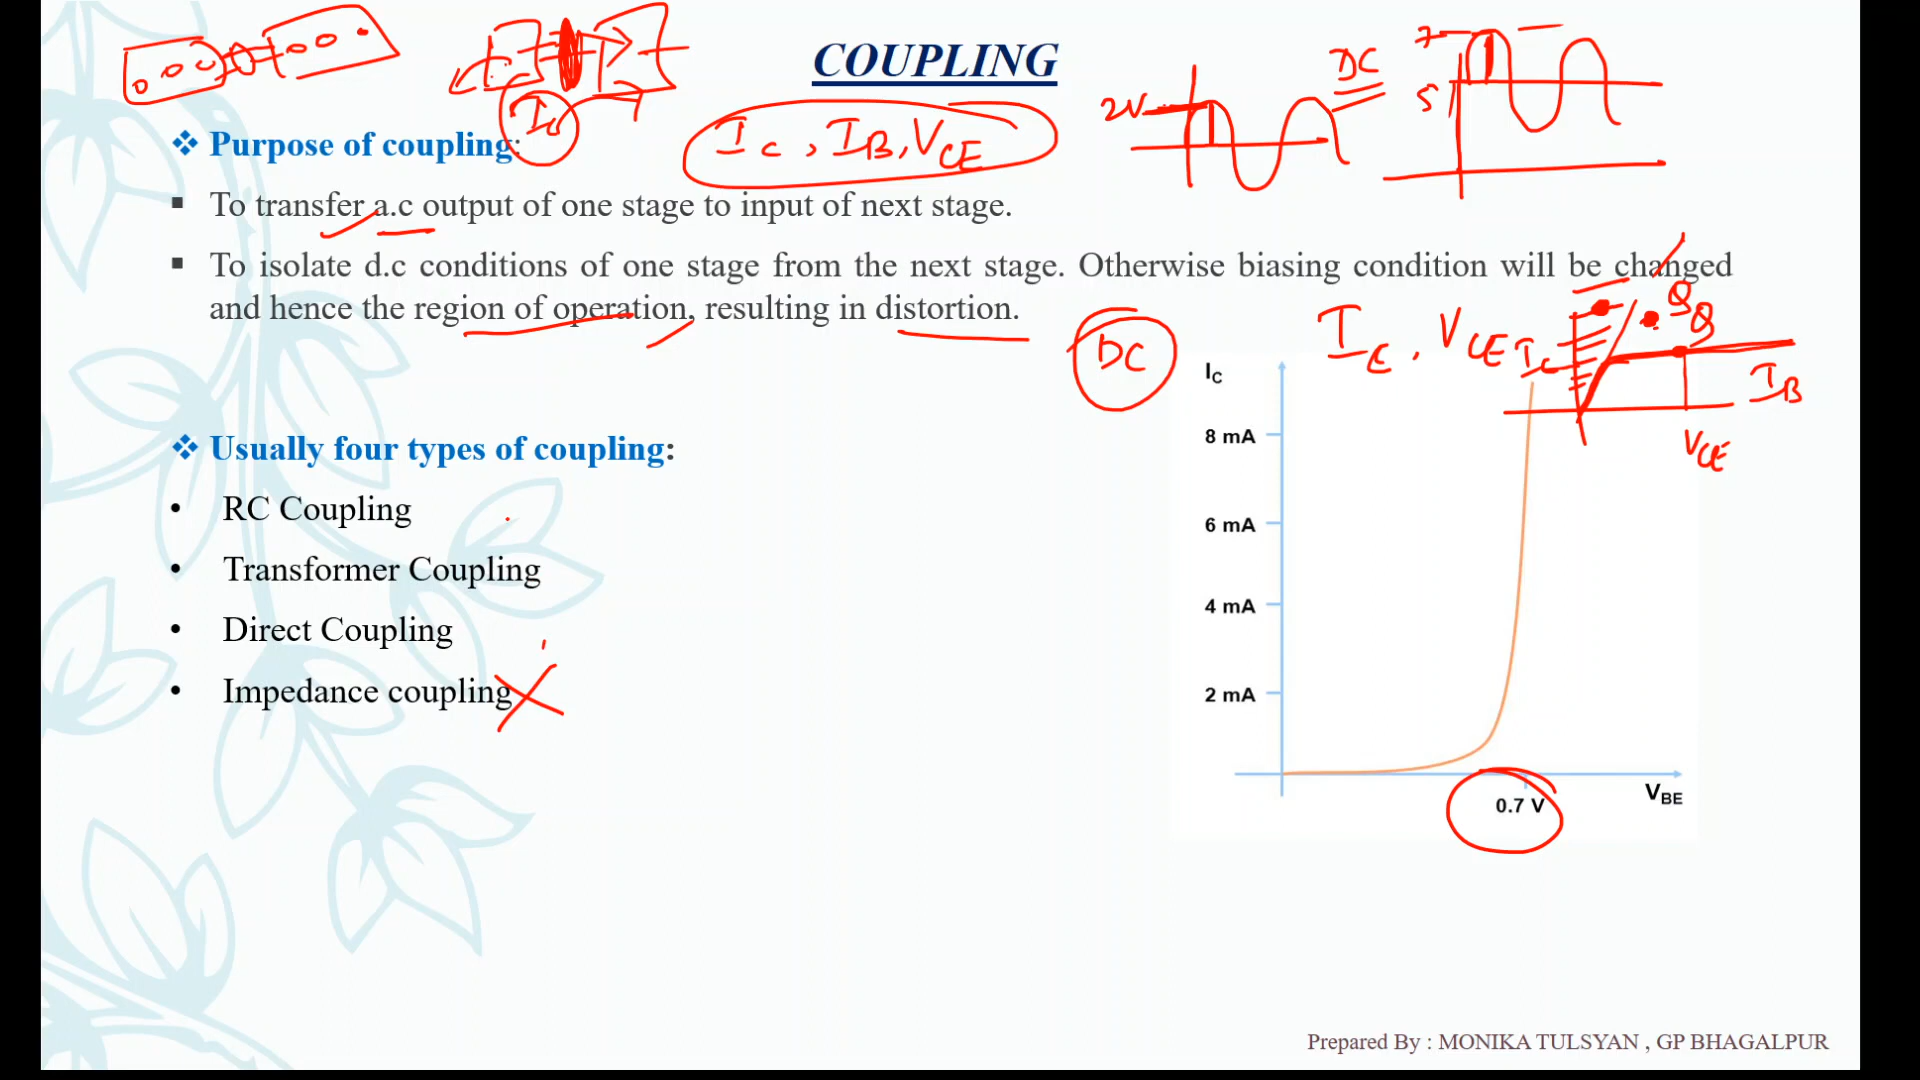 COUPLING
2V
DC
7
5
Ic
❖ Purpose of coupling:
Ic , IB, VCE
▪ To transfer a.c output of one stage to input of next stage.
▪ To isolate d.c conditions of one stage from the next stage. Otherwise biasing condition will be changed
and hence the region of operation, resulting in distortion.
Q
Q
DC
IC , VCE
Ic
IB
VCE
❖ Usually four types of coupling:
• RC Coupling
• Transformer Coupling
• Direct Coupling
• Impedance coupling
IC
8 mA
6 mA
4 mA
2 mA
0.7 V
VBE
Prepared By : MONIKA TULSYAN , GP BHAGALPUR